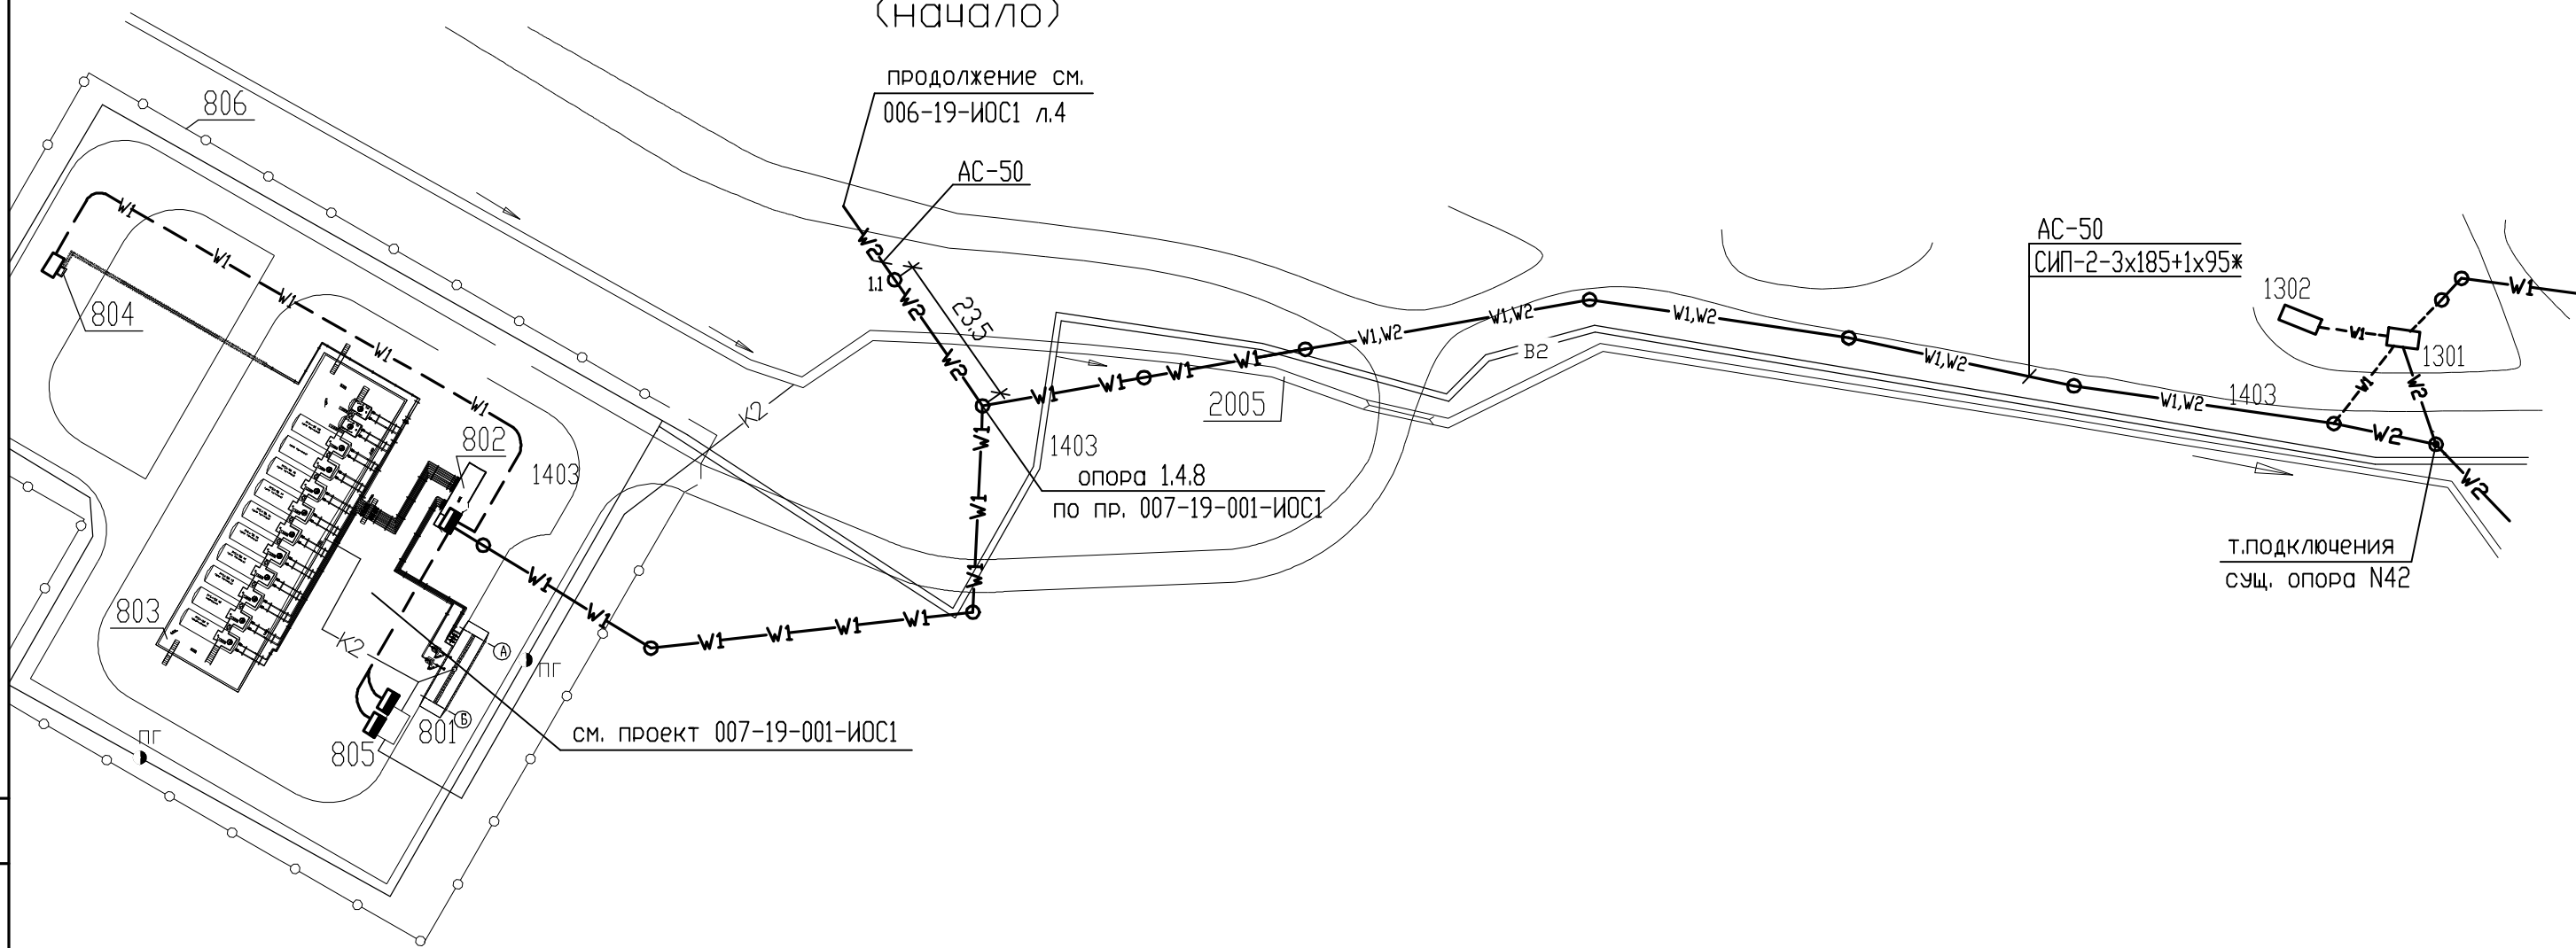 (начало)
продолжение см.
006-19-ИОС1 л.4
806
АС-50
АС-50
СИП-2-3х185+1х95*
W1
W2
1.1
W2
23,5
W1
W1
804
W1
W1
W2
W1
W1
W1
W1
W1,W2
W1,W2
В2
W1,W2
W1,W2
W1,W2
1302
W1
1301
W1
W1
W2
1403
W2
W2
2005
К2
802
1403
W1
1403
опора 1.4.8
по пр. 007-19-001-ИОС1
W1
т.подключения
сущ. опора N42
W1
W1
W1
W1
W1
W1
W1
803
К2
А
ПГ
Б
801
805
ПГ
см. проект 007-19-001-ИОС1